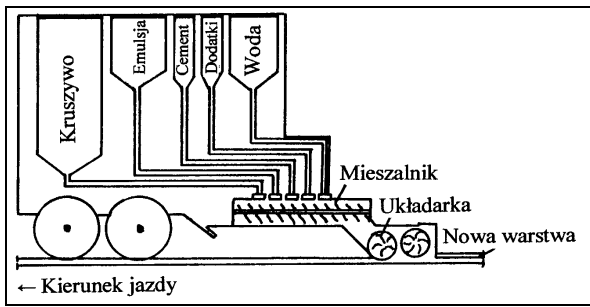 Kruszywo
Emulsja
Cement
Dodatki
Woda
Mieszalnik
Układarka
Nowa warstwa
← Kierunek jazdy